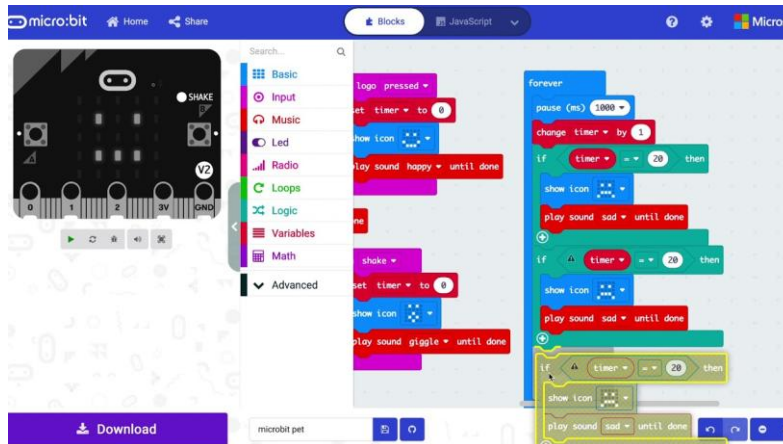 micro:bit Home Share Blocks JavaScript Micro
SHAKE
A
B
V2
0 1 2 3V GND
Search...
Basic
Input
Music
Led
Radio
Loops
Logic
Variables
Math
Advanced
logo pressed
timer to 0
show icon
play sound happy until done
shake
set timer to 0
show icon
play sound giggle until done
forever
pause (ms) 1000
change timer by 1
if timer = 20 then
show icon
play sound sad until done
if timer = 20 then
show icon
play sound sad until done
if timer = 20 then
show icon
play sound sad until done
Download
microbit pet